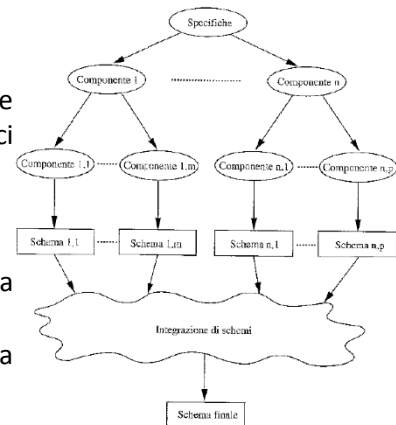 Specifiche
Componente 1
Componente n
e
ci
Componente 1,1
Componente 1,m
Componente n,1
Componente n,p
Schema 1,1
Schema 1,m
Schema n,1
Schema n,p
a
Integrazione di schemi
a
Schema finale